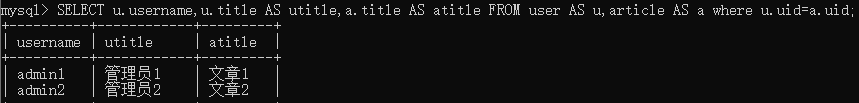 mysql> SELECT u.username,u.title AS utitle,a.title AS atitle FROM user AS u,article AS a where u.uid=a.uid;
+----------+-----------+---------+
| username | utitle | atitle |
+----------+-----------+---------+
| admin1 | 管理员1 | 文章1 |
| admin2 | 管理员2 | 文章2 |